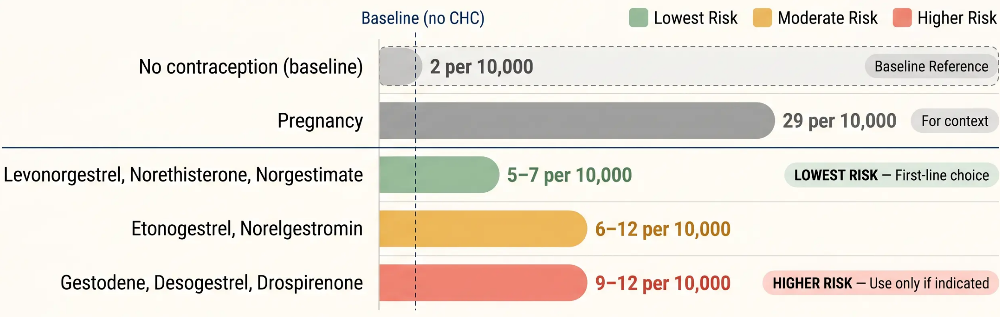 Baseline (no CHC)
Lowest Risk
Moderate Risk
Higher Risk
No contraception (baseline)
2 per 10,000
Baseline Reference
Pregnancy
29 per 10,000
For context
Levonorgestrel, Norethisterone, Norgestimate
5–7 per 10,000
LOWEST RISK – First-line choice
Etonogestrel, Norelgestromin
6–12 per 10,000
Gestodene, Desogestrel, Drospirenone
9–12 per 10,000
HIGHER RISK – Use only if indicated